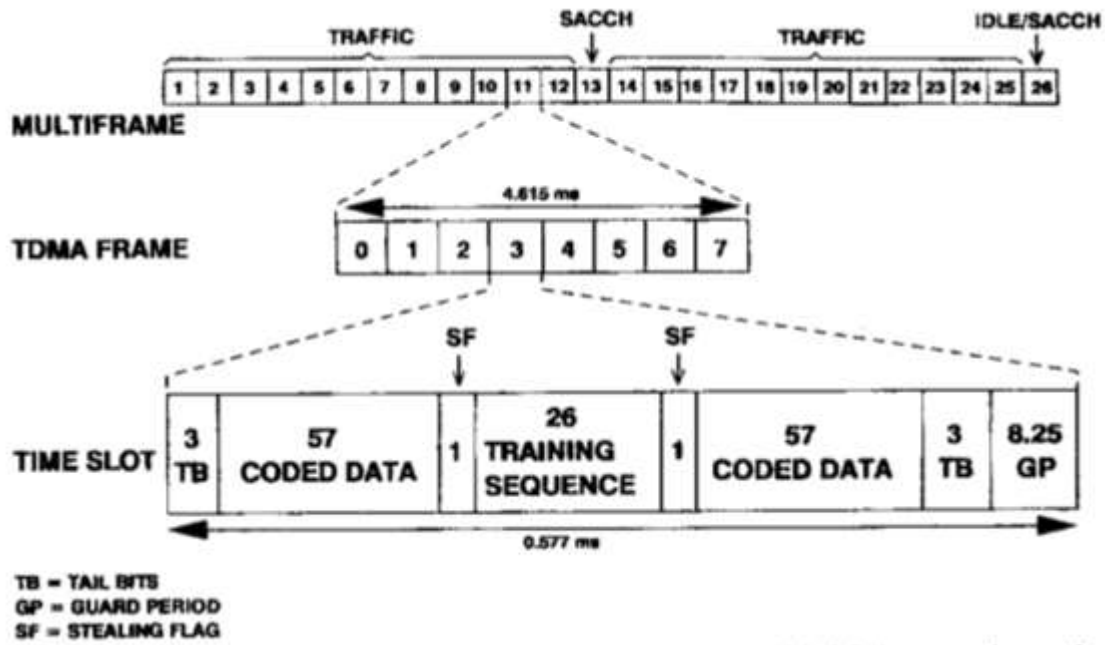 SACCH IDLE/SACCH
TRAFFIC TRAFFIC
1 2 3 4 5 6 7 8 9 10 11 12 13 14 15 16 17 18 19 20 21 22 23 24 25 26
MULTIFRAME
4.615 ms
TDMA FRAME 0 1 2 3 4 5 6 7
SF SF
TIME SLOT
3 TB
57 CODED DATA
1
26 TRAINING SEQUENCE
1
57 CODED DATA
3 TB
8.25 GP
0.577 ms
TB = TAIL BITS
GP = GUARD PERIOD
SF = STEALING FLAG